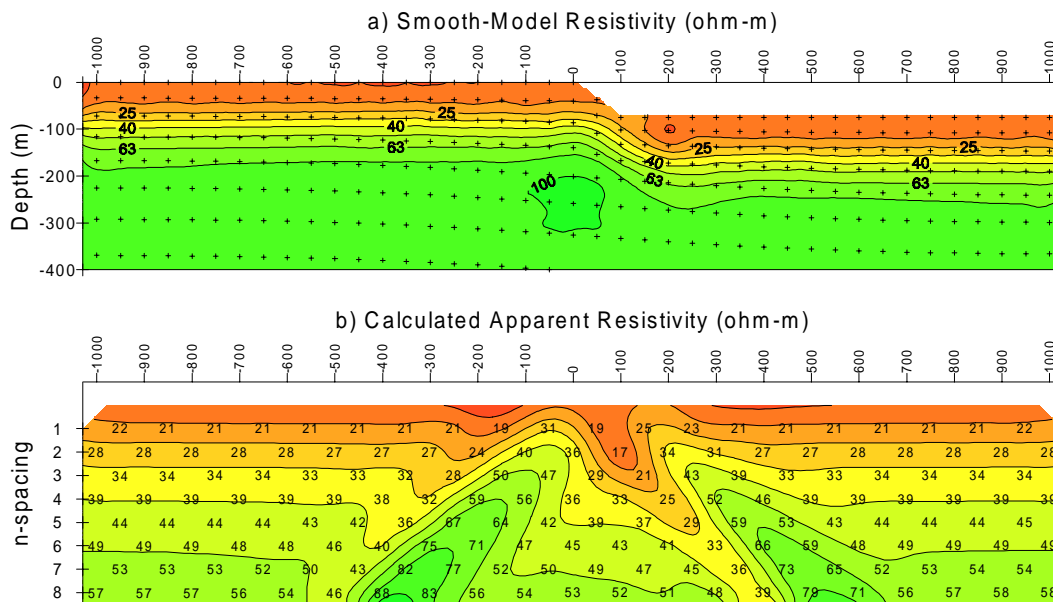 a) Smooth-Model Resistivity (ohm-m)
-1000 -900 -800 -700 -600 -500 -400 -300 -200 -100 0 100 200 300 400 500 600 700 800 900 1000
Depth (m)
0
-100
-200
-300
-400
25 25 25 25
40 40 40 40
63 63 63 63
100
b) Calculated Apparent Resistivity (ohm-m)
-1000 -900 -800 -700 -600 -500 -400 -300 -200 -100 0 100 200 300 400 500 600 700 800 900 1000
n-spacing
1 22 21 21 21 21 21 21 21 19 31 19 25 23 21 21 21 21 21 21 22
2 28 28 28 28 28 27 27 27 24 40 36 17 34 31 27 27 28 28 28 28 28
3 34 34 34 34 33 33 32 28 50 47 29 21 43 39 33 33 34 34 34 34
4 39 39 39 39 39 39 38 32 59 56 36 33 25 52 46 39 39 39 39 39 39
5 44 44 44 44 43 42 36 67 64 42 39 37 29 59 53 43 44 44 44 45
6 49 49 49 48 48 46 40 75 71 47 45 43 41 33 66 59 48 49 49 49 49
7 53 53 53 52 50 43 82 77 52 50 49 47 45 36 73 65 52 53 54 54
8 57 57 57 56 54 46 88 83 56 54 53 52 51 48 39 79 71 56 57 58 58